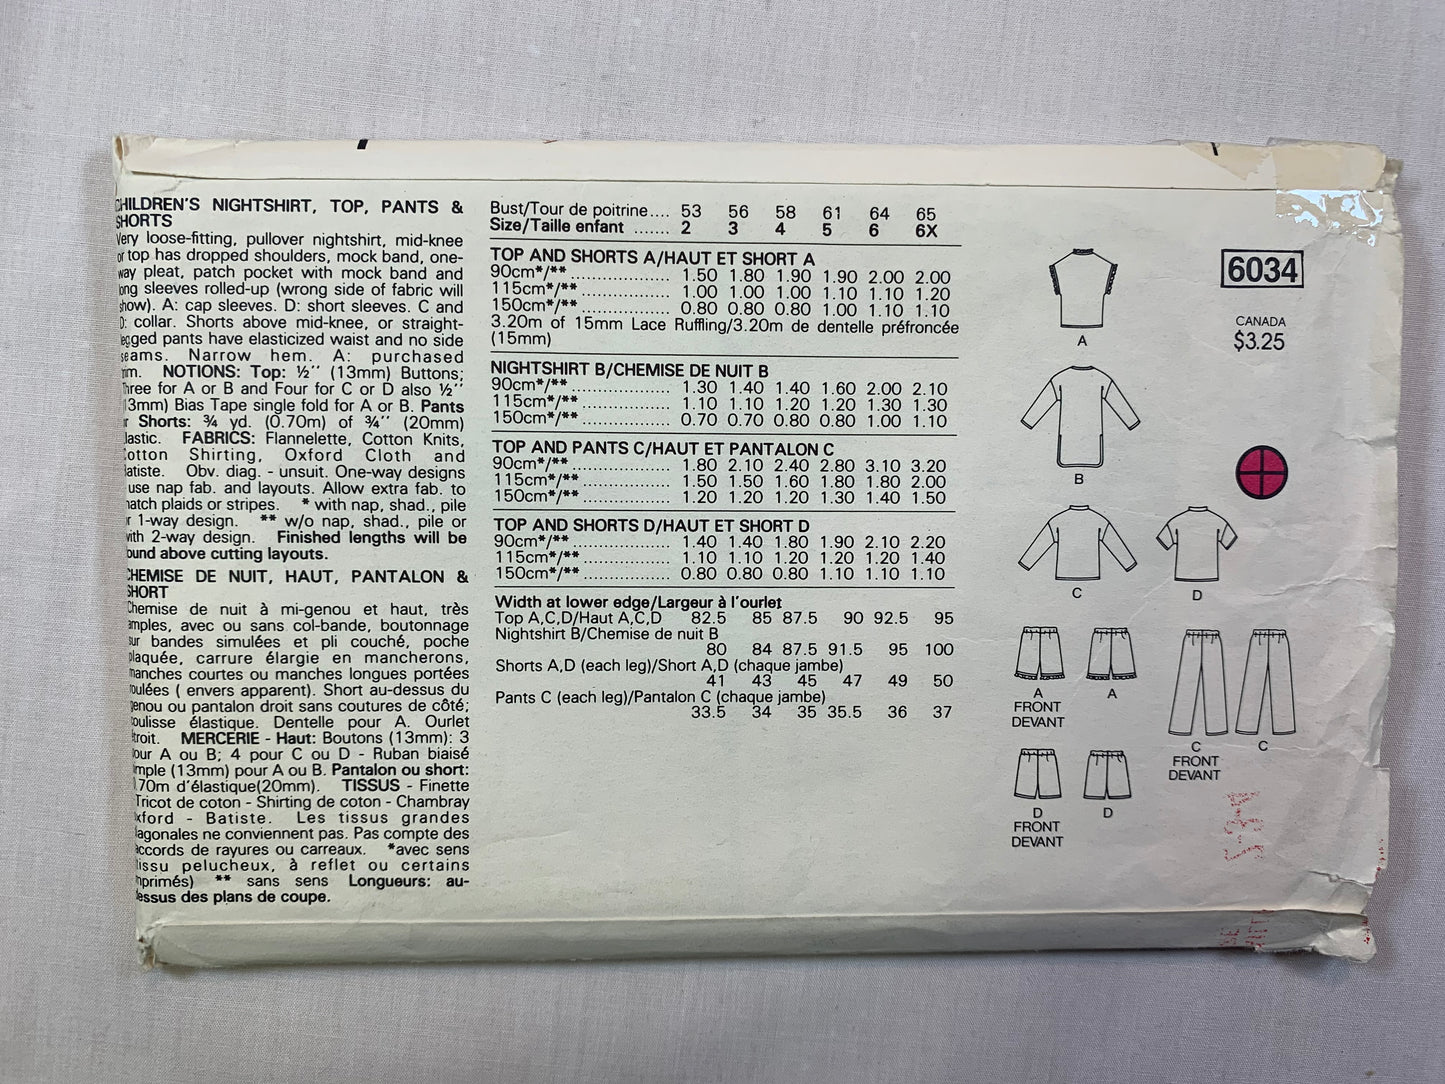 CHILDREN'S NIGHTSHIRT, TOP, PANTS &
SHORTS
Very loose-fitting, pullover nightshirt, mid-knee
or top has dropped shoulders, mock band, one-
way pleat, patch pocket with mock band and
long sleeves rolled-up (wrong side of fabric will
show). A: cap sleeves. D: short sleeves. C and
D: collar. Shorts above mid-knee, or straight-
legged pants have elasticized waist and no side
seams. Narrow hem. A: purchased
trim. NOTIONS: Top: ½'' (13mm) Buttons;
Three for A or B and Four for C or D also ½''
(13mm) Bias Tape single fold for A or B. Pants
or Shorts: ¾ yd. (0.70m) of ¾'' (20mm)
Elastic. FABRICS: Flannelette, Cotton Knits,
Cotton Shirting, Oxford Cloth and
Batiste. Obv. diag. - unsuit. One-way designs
use nap fab. and layouts. Allow extra fab. to
match plaids or stripes. * with nap, shad., pile
or 1-way design. ** w/o nap, shad., pile or
with 2-way design. Finished lengths will be
found above cutting layouts.
CHEMISE DE NUIT, HAUT, PANTALON &
SHORT
Chemise de nuit à mi-genou et haut, très
amples, avec ou sans col-bande, boutonnage
sur bandes simulées et pli couché, poche
plaquée, carrure élargie en mancherons,
manches courtes ou manches longues portées
roulées ( envers apparent). Short au-dessus du
genou ou pantalon droit sans coutures de côté;
coulisse élastique. Dentelle pour A. Ourlet
étroit. MERCERIE - Haut: Boutons (13mm): 3
pour A ou B; 4 pour C ou D - Ruban biaisé
simple (13mm) pour A ou B. Pantalon ou short:
0.70m d'élastique(20mm). TISSUS - Finette
Tricot de coton - Shirting de coton - Chambray
Oxford - Batiste. Les tissus grandes
diagonales ne conviennent pas. Pas compte des
accords de rayures ou carreaux. *avec sens
(tissu pelucheux, à reflet ou certains
imprimés) ** sans sens Longueurs: au-
dessus des plans de coupe.
Bust/Tour de poitrine.... 53 56 58 61 64 65
Size/Taille enfant ....... 2 3 4 5 6 6X
TOP AND SHORTS A/HAUT ET SHORT A
90cm*/** .................. 1.50 1.80 1.90 1.90 2.00 2.00
115cm*/** ................ 1.00 1.00 1.00 1.10 1.10 1.20
150cm*/** ................ 0.80 0.80 0.80 1.00 1.10 1.10
3.20m of 15mm Lace Ruffling/3.20m de dentelle préfroncée
(15mm)
NIGHTSHIRT B/CHEMISE DE NUIT B
90cm*/** .................. 1.30 1.40 1.40 1.60 2.00 2.10
115cm*/** ................ 1.10 1.10 1.20 1.20 1.30 1.30
150cm*/** ................ 0.70 0.70 0.80 0.80 1.00 1.10
TOP AND PANTS C/HAUT ET PANTALON C
90cm*/** .................. 1.80 2.10 2.40 2.80 3.10 3.20
115cm*/** ................ 1.50 1.50 1.60 1.80 1.80 2.00
150cm*/** ................ 1.20 1.20 1.20 1.30 1.40 1.50
TOP AND SHORTS D/HAUT ET SHORT D
90cm*/** .................. 1.40 1.40 1.80 1.90 2.10 2.20
115cm*/** ................ 1.10 1.10 1.20 1.20 1.20 1.40
150cm*/** ................ 0.80 0.80 0.80 1.10 1.10 1.10
Width at lower edge/Largeur à l'ourlet
Top A,C,D/Haut A,C,D 82.5 85 87.5 90 92.5 95
Nightshirt B/Chemise de nuit B
80 84 87.5 91.5 95 100
Shorts A,D (each leg)/Short A,D (chaque jambe)
41 43 45 47 49 50
Pants C (each leg)/Pantalon C (chaque jambe)
33.5 34 35 35.5 36 37
6034
CANADA
$3.25
A
B
C D
A A
FRONT
DEVANT
C C
FRONT
DEVANT
D D
FRONT
DEVANT